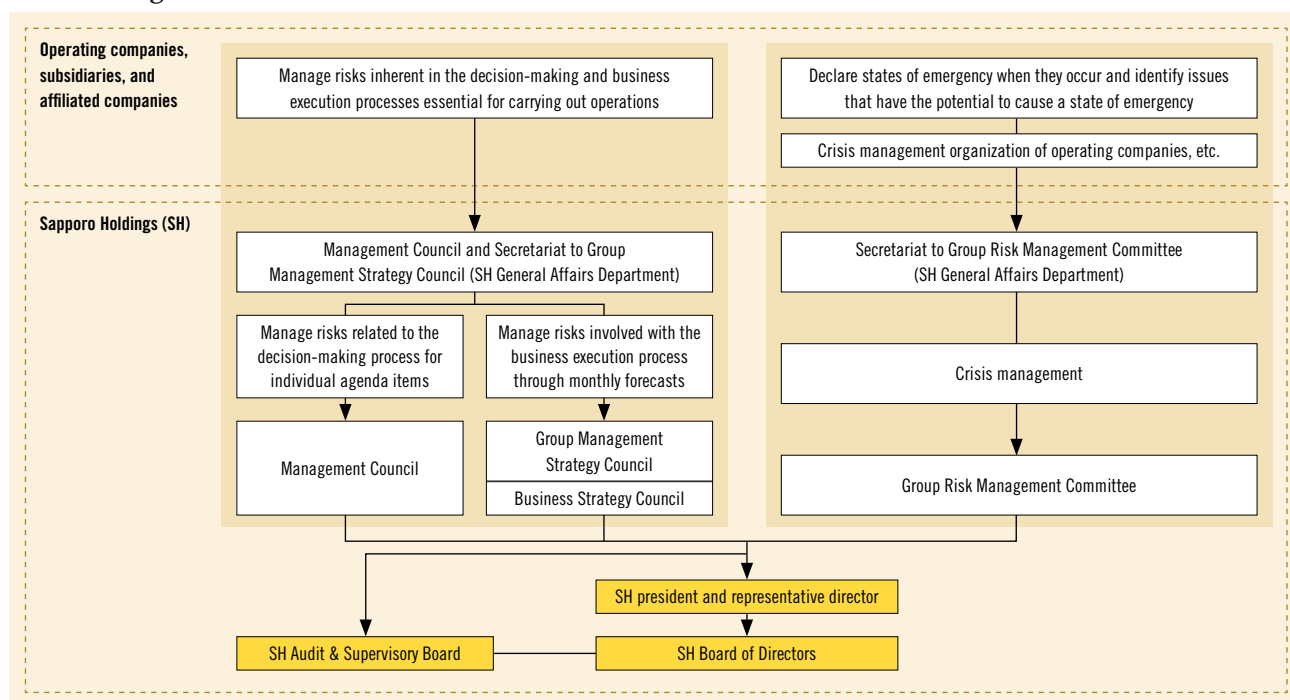 Operating companies,
subsidiaries, and
affiliated companies
Manage risks inherent in the decision-making and business
execution processes essential for carrying out operations
Declare states of emergency when they occur and identify issues
that have the potential to cause a state of emergency
Crisis management organization of operating companies, etc.
Sapporo Holdings (SH)
Management Council and Secretariat to Group
Management Strategy Council (SH General Affairs Department)
Secretariat to Group Risk Management Committee
(SH General Affairs Department)
Manage risks related to the
decision-making process for
individual agenda items
Manage risks involved with the
business execution process
through monthly forecasts
Crisis management
Management Council
Group Management
Strategy Council
Business Strategy Council
Group Risk Management Committee
SH president and representative director
SH Audit & Supervisory Board
SH Board of Directors